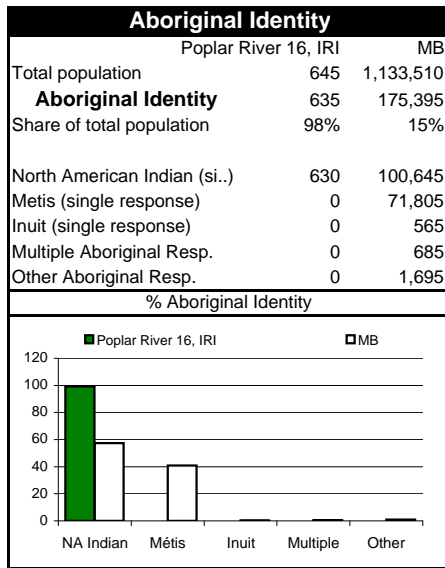 Aboriginal Identity
Poplar River 16, IRI MB
Total population 645 1,133,510
Aboriginal Identity 635 175,395
Share of total population 98% 15%
North American Indian (si..) 630 100,645
Metis (single response) 0 71,805
Inuit (single response) 0 565
Multiple Aboriginal Resp. 0 685
Other Aboriginal Resp. 0 1,695
% Aboriginal Identity
Poplar River 16, IRI MB
120
100
80
60
40
20
0
NA Indian Métis Inuit Multiple Other